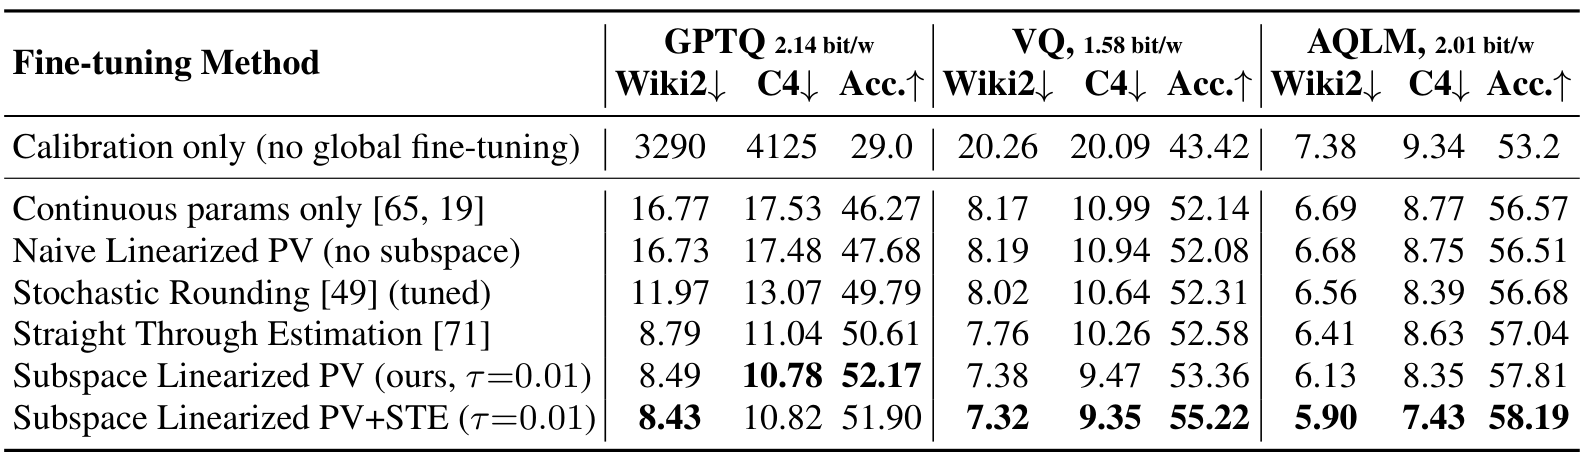 Fine-tuning Method GPTQ 2.14 bit/w VQ, 1.58 bit/w AQLM, 2.01 bit/w
Wiki2↓ C4↓ Acc.↑ Wiki2↓ C4↓ Acc.↑ Wiki2↓ C4↓ Acc.↑
Calibration only (no global fine-tuning) 3290 4125 29.0 20.26 20.09 43.42 7.38 9.34 53.2
Continuous params only [65, 19] 16.77 17.53 46.27 8.17 10.99 52.14 6.69 8.77 56.57
Naive Linearized PV (no subspace) 16.73 17.48 47.68 8.19 10.94 52.08 6.68 8.75 56.51
Stochastic Rounding [49] (tuned) 11.97 13.07 49.79 8.02 10.64 52.31 6.56 8.39 56.68
Straight Through Estimation [71] 8.79 11.04 50.61 7.76 10.26 52.58 6.41 8.63 57.04
Subspace Linearized PV (ours, τ=0.01) 8.49 10.78 52.17 7.38 9.47 53.36 6.13 8.35 57.81
Subspace Linearized PV+STE (τ=0.01) 8.43 10.82 51.90 7.32 9.35 55.22 5.90 7.43 58.19